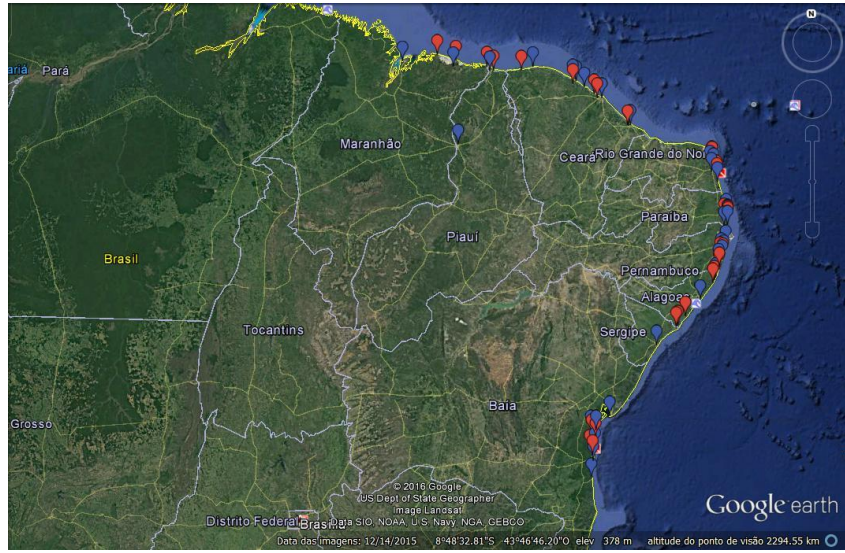 N
ariá
Pará
Maranhão
Ceará
Rio Grande do Nor
Paraíba
Piauí
Brasil
Pernambuco
Alagoas
Tocantins
Sergipe
Baía
Grosso
© 2016 Google
US Dept of State Geographer
Image Landsat
Data SIO, NOAA, U.S. Navy, NGA, GEBCO
Distrito Federal
Brasília
Google earth
Data das imagens: 12/14/2015 8°48'32.81"S -43°46'46.20"O elev 378 m altitude do ponto de visão 2294.55 km